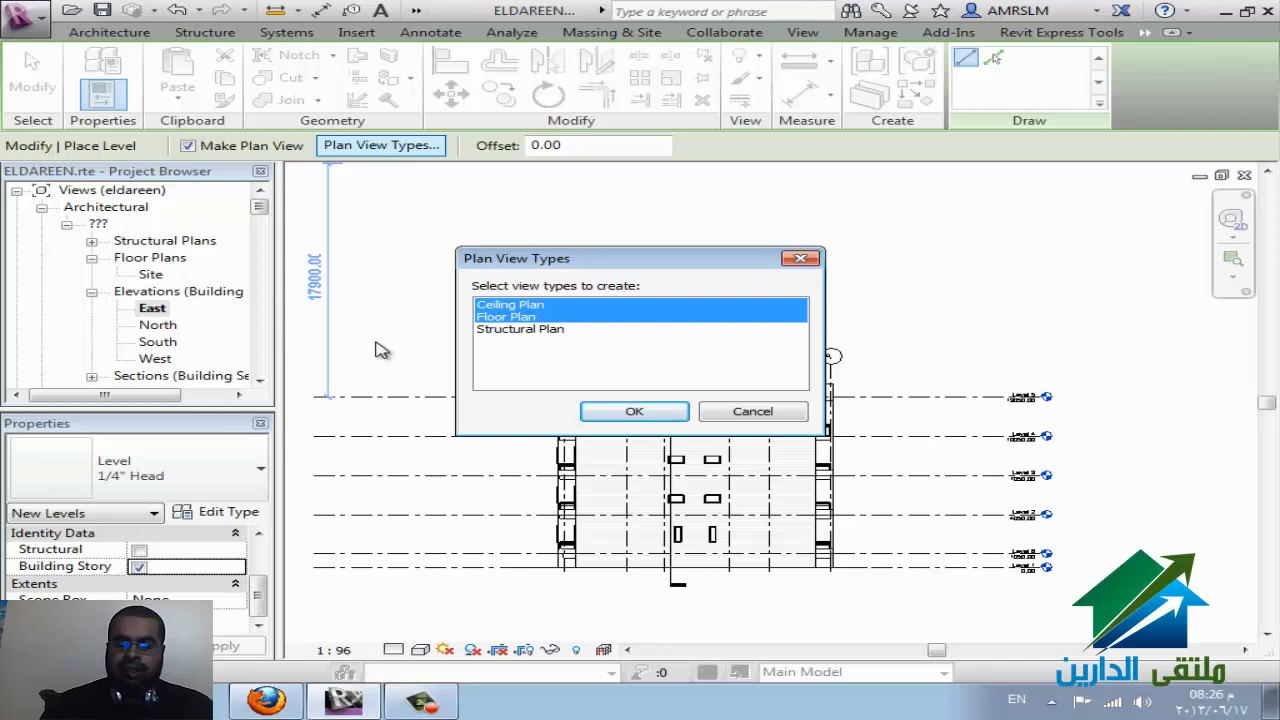 ELDAREEN...
Type a keyword or phrase
AMRSLM
Architecture Structure Systems Insert Annotate Massing & Site Collaborate View Manage Add-Ins Revit Express Tools
Modify Paste Notch Cut Join
Select Properties Clipboard Geometry Modify View Measure Create Draw
Modify | Place Level Make Plan View Plan View Types... Offset: 0.00
ELDAREEN.rte - Project Browser
Views (eldareen)
Architectural
???
Structural Plans
Floor Plans
Site
Elevations (Building
East
North
South
West
Sections (Building Se
Properties
Level
1/4" Head
New Levels Edit Type
Identity Data
Structural
Building Story
Extents
17900.00
Plan View Types
Select view types to create:
Ceiling Plan
Floor Plan
Structural Plan
OK Cancel
1 : 96
:0 Main Model
ملتقى الدارين
EN
08:26 م
٢٠١٣/٠٦/١٧